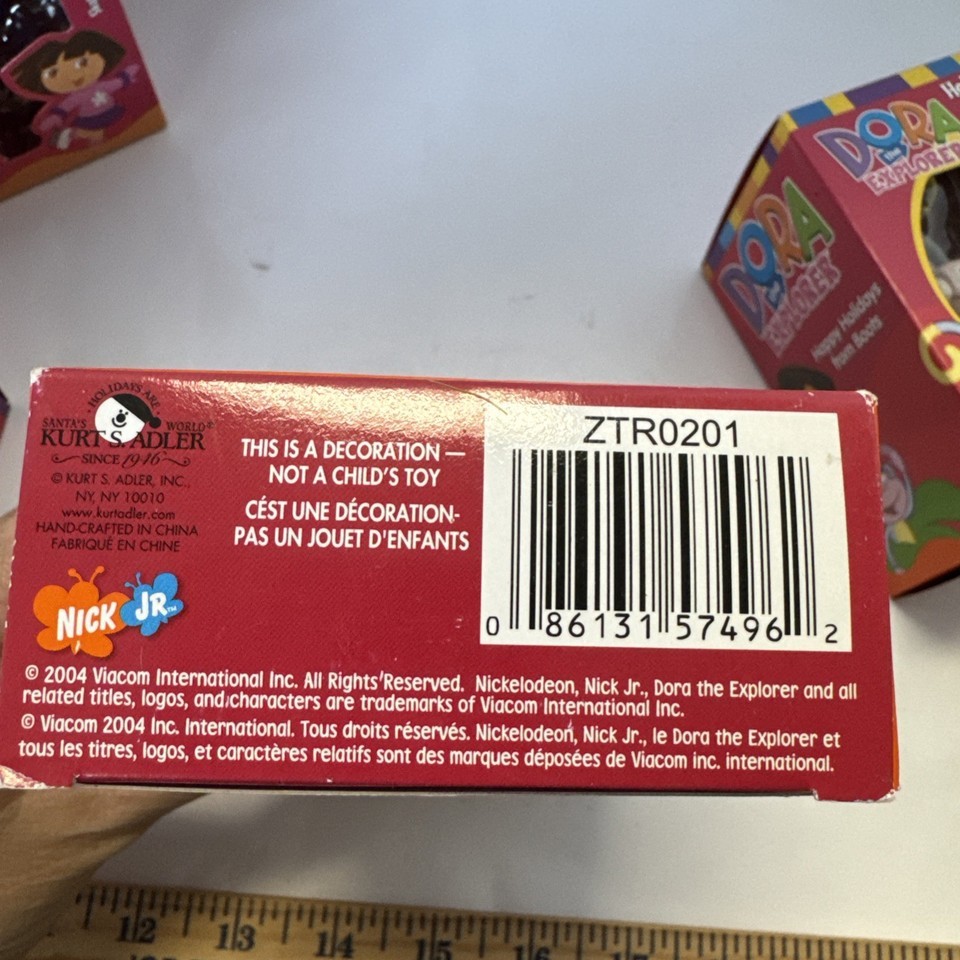 DORA
the
EXPLORER
DORA
the
EXPLORER
Happy Holidays
from Boots
HOLIDAYS ARE
SANTA'S WORLD®
KURT S. ADLER
SINCE 1946
© KURT S. ADLER, INC.,
NY, NY 10010
www.kurtadler.com
HAND-CRAFTED IN CHINA
FABRIQUÉ EN CHINE
NICK JR™
THIS IS A DECORATION —
NOT A CHILD'S TOY
CÉST UNE DÉCORATION-
PAS UN JOUET D'ENFANTS
ZTR0201
0 86131 57496 2
© 2004 Viacom International Inc. All Rights Reserved. Nickelodeon, Nick Jr., Dora the Explorer and all
related titles, logos, and characters are trademarks of Viacom International Inc.
© Viacom 2004 Inc. International. Tous droits réservés. Nickelodeon, Nick Jr., le Dora the Explorer et
tous les titres, logos, et caractères relatifs sont des marques déposées de Viacom inc. international.
12 13 14 15 16